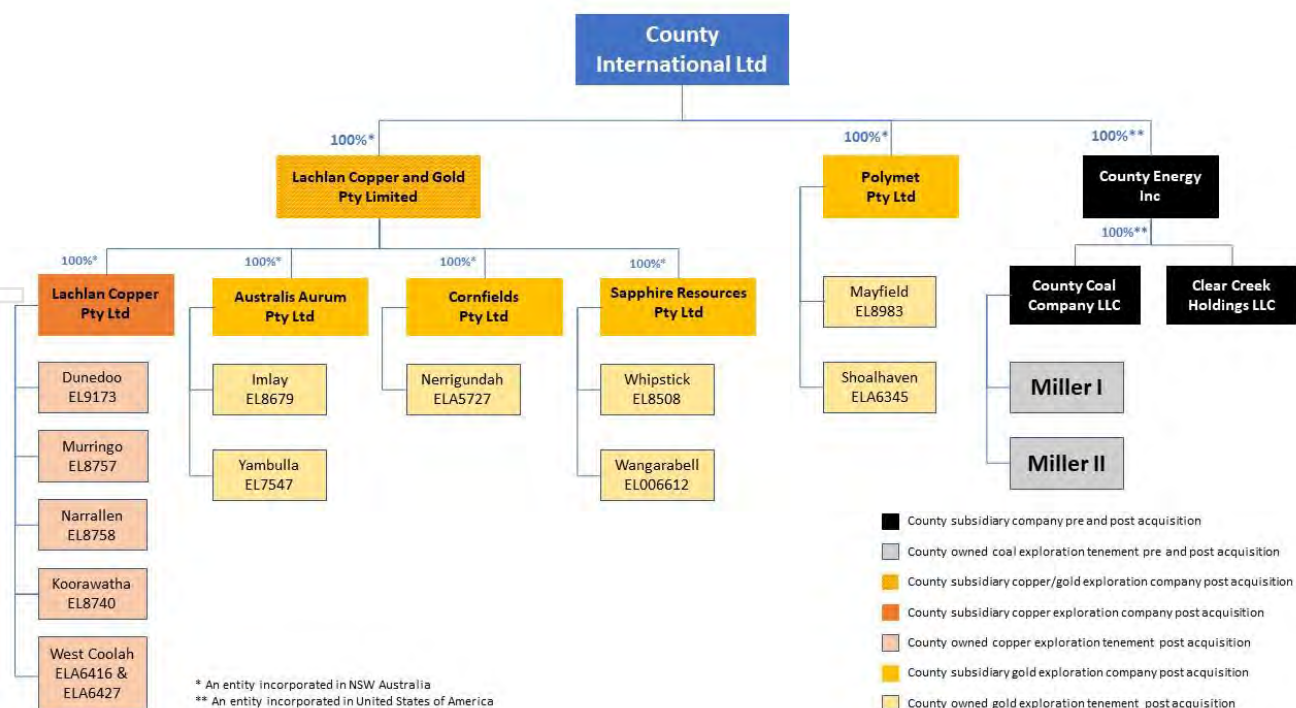 County
International Ltd
100%*
100%*
100%**
Lachlan Copper and Gold
Pty Limited
Polymet
Pty Ltd
County Energy
Inc
100%*
100%*
100%*
100%*
100%**
Lachlan Copper
Pty Ltd
Australis Aurum
Pty Ltd
Cornfields
Pty Ltd
Sapphire Resources
Pty Ltd
Mayfield
EL8983
County Coal
Company LLC
Clear Creek
Holdings LLC
Dunedoo
EL9173
Imlay
EL8679
Nerrigundah
ELA5727
Whipstick
EL8508
Shoalhaven
ELA6345
Miller I
Murringo
EL8757
Yambulla
EL7547
Wangarabell
EL006612
Miller II
Narrallen
EL8758
Koorawatha
EL8740
West Coolah
ELA6416 &
ELA6427
County subsidiary company pre and post acquisition
County owned coal exploration tenement pre and post acquisition
County subsidiary copper/gold exploration company post acquisition
County subsidiary copper exploration company post acquisition
County owned copper exploration tenement post acquisition
County subsidiary gold exploration company post acquisition
County owned gold exploration tenement post acquisition
* An entity incorporated in NSW Australia
** An entity incorporated in United States of America